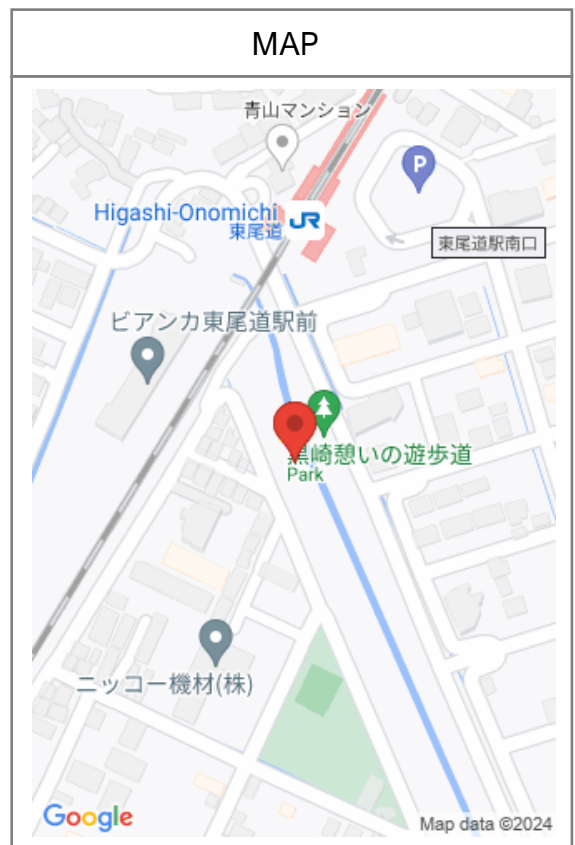 MAP
青山マンション
P
Higashi-Onomichi
東尾道
JR
東尾道駅南口
ビアンカ東尾道駅前
黒崎憩いの遊歩道
Park
ニッコー機材(株)
Google
Map data ©2024